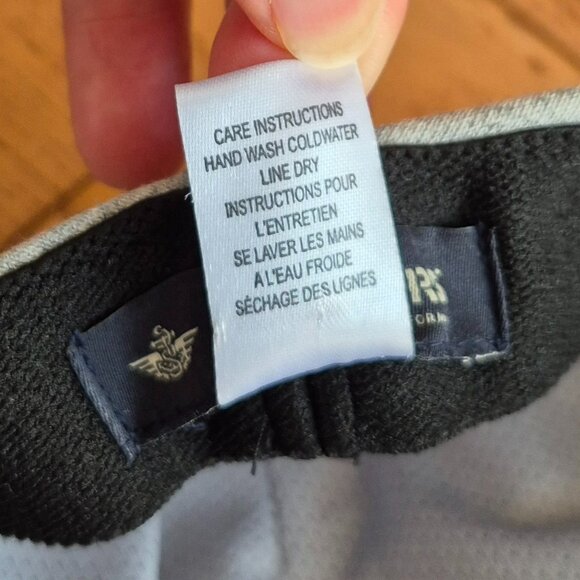 CARE INSTRUCTIONS
HAND WASH COLDWATER
LINE DRY
INSTRUCTIONS POUR
L'ENTRETIEN
SE LAVER LES MAINS
A L'EAU FROIDE
SÉCHAGE DES LIGNES